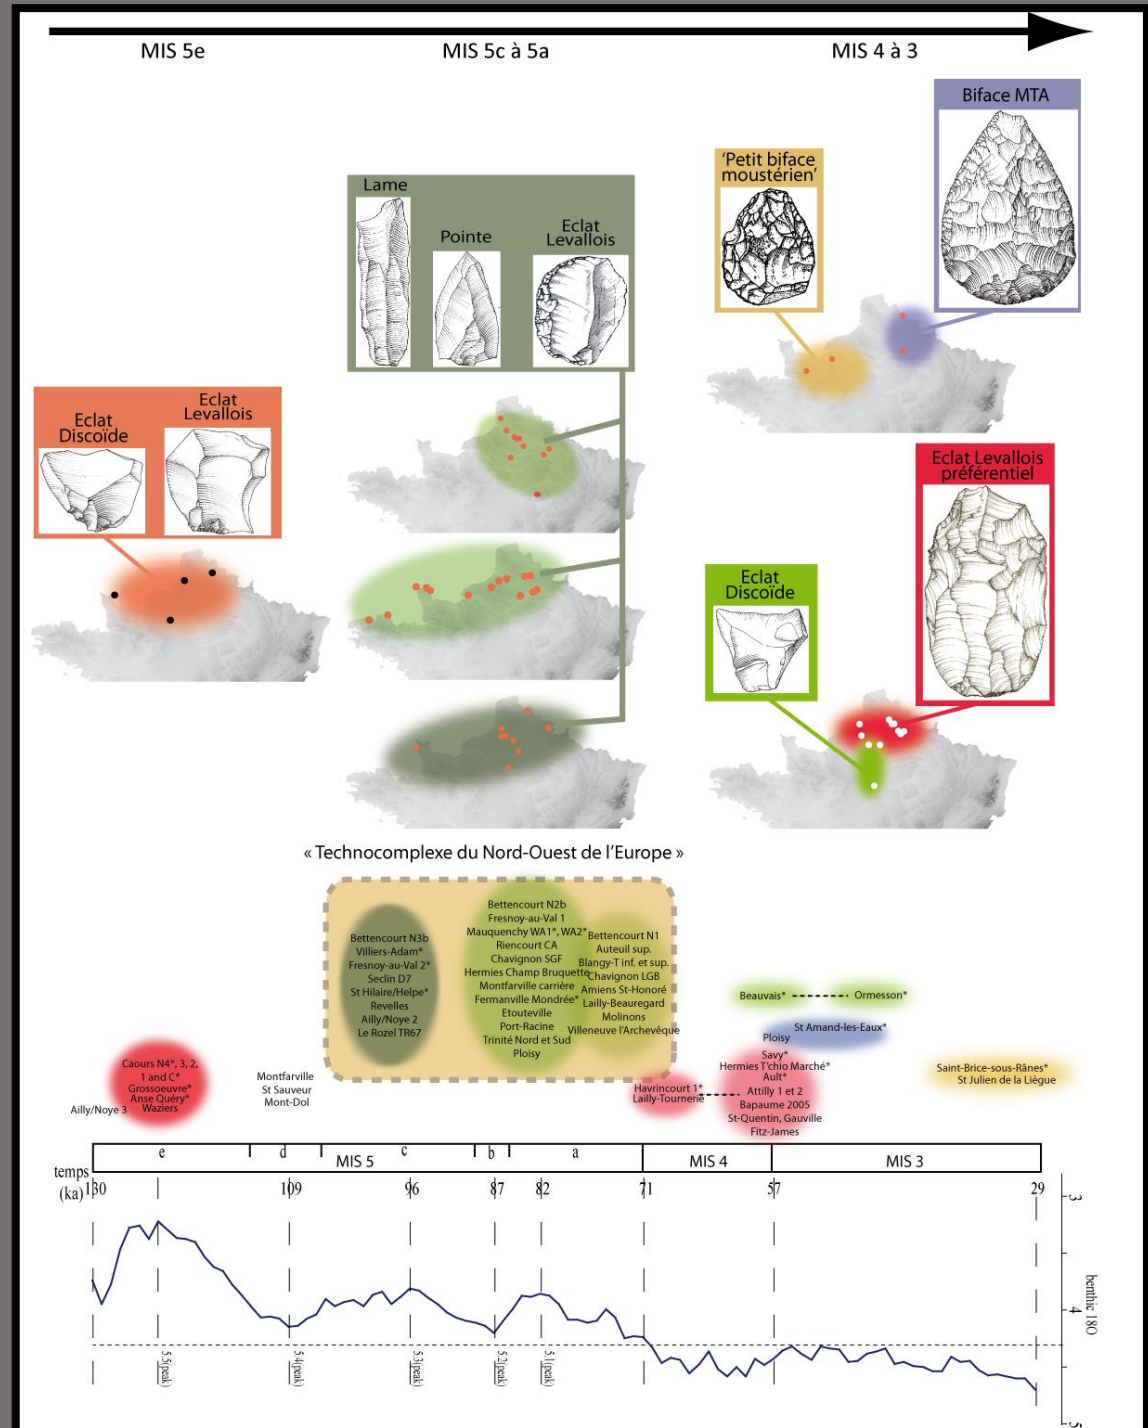 MIS 5e
MIS 5c à 5a
MIS 4 à 3
Biface MTA
'Petit biface
moustérien'
Lame
Pointe
Eclat
Levallois
Eclat
Discoïde
Eclat
Levallois
Eclat Levallois
préférentiel
Eclat
Discoïde
« Technocomplexe du Nord-Ouest de l'Europe »
Bettencourt N3b
Villiers-Adam*
Fresnoy-au-Val 2*
Seclin D7
St Hilaire/Helpe*
Revelles
Ailly/Noye 2
Le Rozel TR67
Bettencourt N2b
Fresnoy-au-Val 1
Mauquenchy WA1*, WA2*
Riencourt CA
Chavignon SGF
Hermies Champ Bruquette
Montfarville carrière
Fermanville Mondrée*
Etouteville
Port-Racine
Trinité Nord et Sud
Ploisy
Bettencourt N1
Auteuil sup.
Blangy-T inf. et sup.
Chavignon LGB
Amiens St-Honoré
Lailly-Beauregard
Molinons
Villeneuve l'Archevêque
Beauvais*
Ormesson*
St Amand-les-Eaux*
Ploisy
Caours N4*, 3, 2,
1 and C*
Grossoeuvre*
Anse Quéry*
Waziers
Ailly/Noye 3
Montfarville
St Sauveur
Mont-Dol
Havrincourt 1*
Lailly-Tournerie
Savy*
Hermies T'chio Marché*
Ault*
Attilly 1 et 2
Bapaume 2005
St-Quentin, Gauville
Fitz-James
Saint-Brice-sous-Rânes*
St Julien de la Liègue
e
d
c
b
a
MIS 5
MIS 4
MIS 3
temps
(ka)
130
109
96
87
82
71
57
29
3
4
5
benthic 18O
5.5(peak)
5.4(peak)
5.3(peak)
5.2(peak)
5.1(peak)